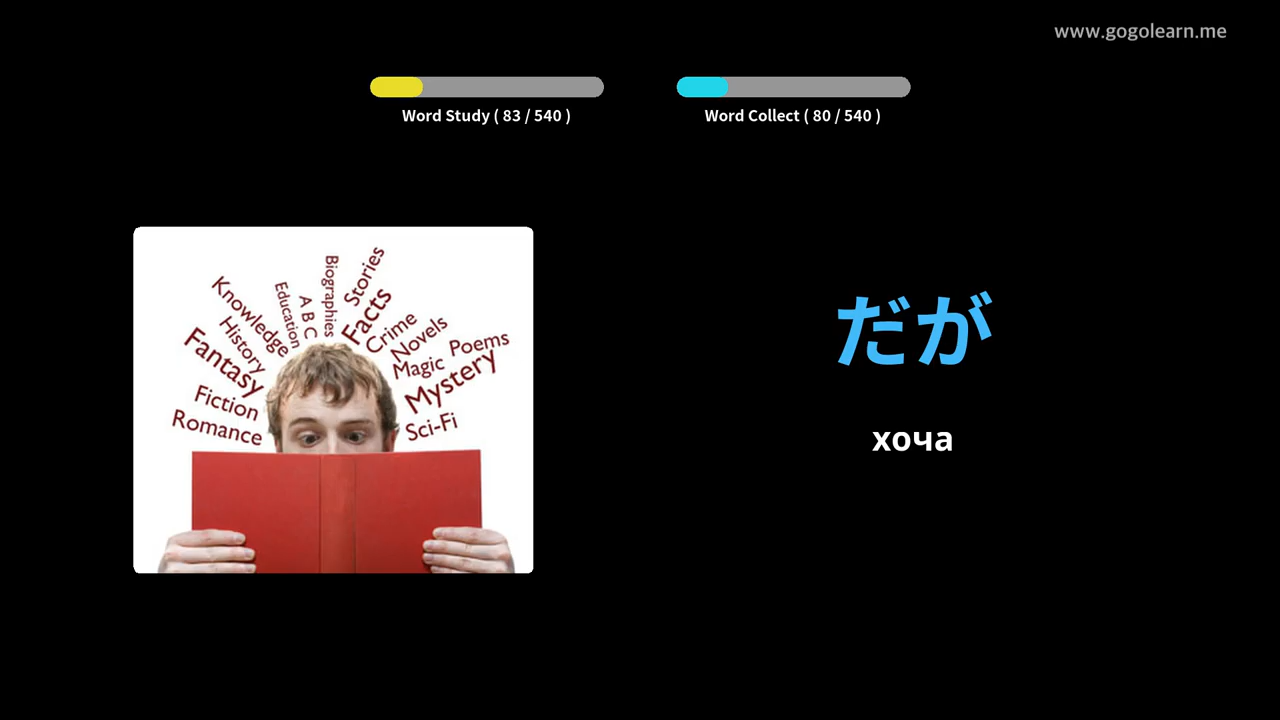 www.gogolearn.me
Word Study ( 83 / 540 )
Word Collect ( 80 / 540 )
Stories
Biographies
Facts
A B C
Education
Knowledge
Crime
Novels
History
Poems
Fantasy
Magic
Mystery
Fiction
Sci-Fi
Romance
だが
хоча